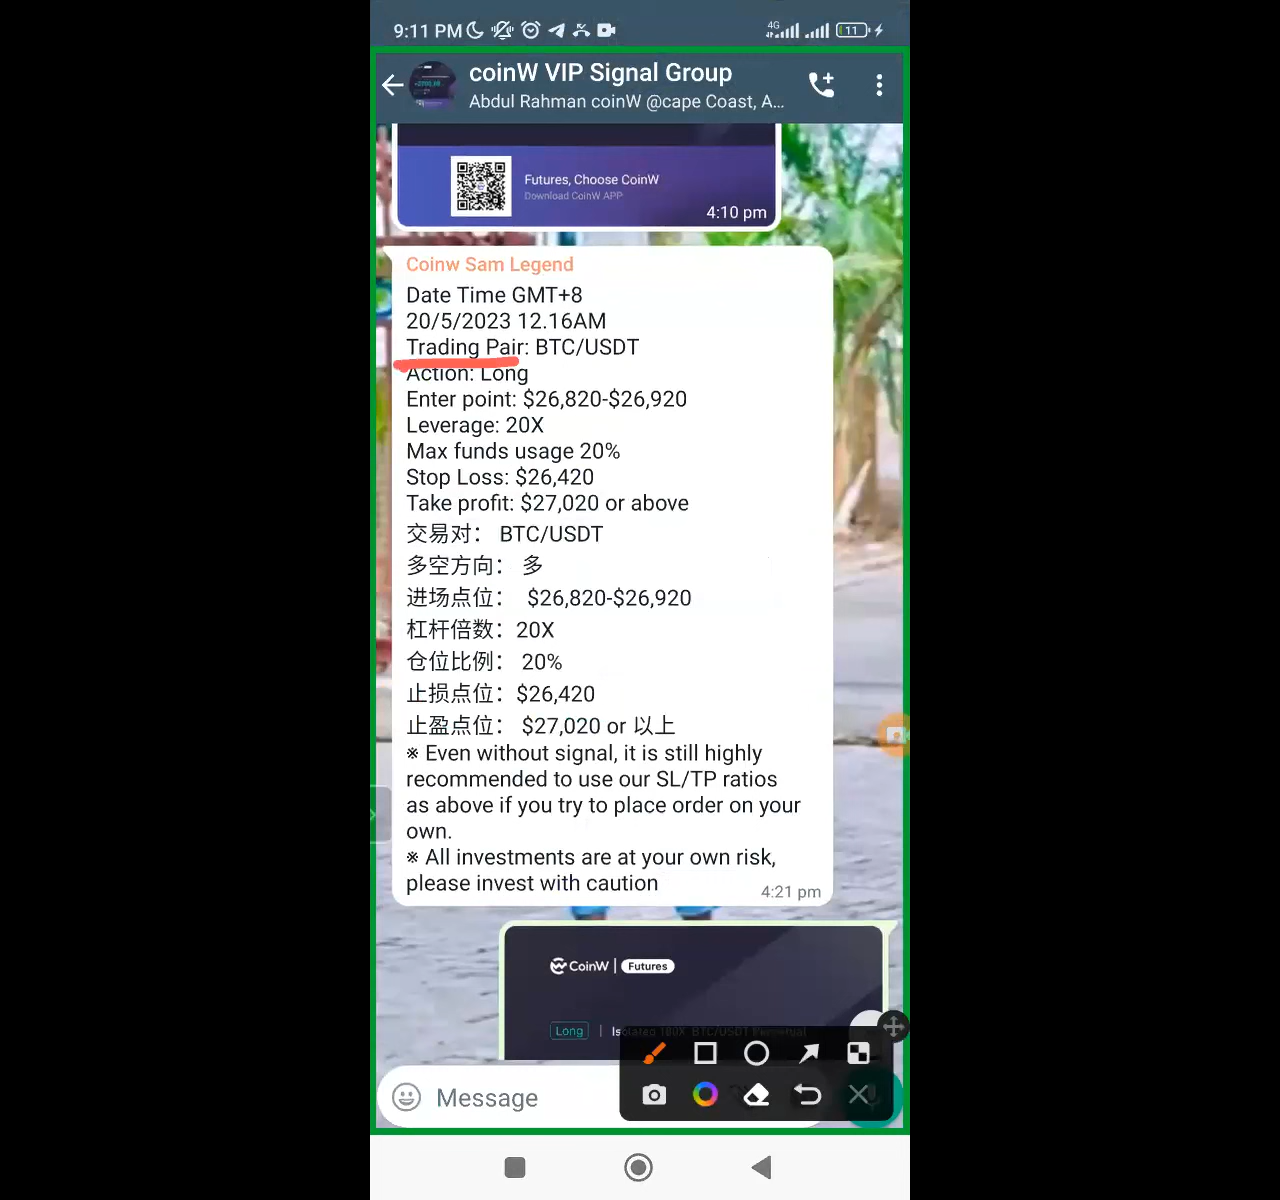 9:11 PM
4G
11
coinW VIP Signal Group
Abdul Rahman coinW @cape Coast, A...
Futures, Choose CoinW
Download CoinW APP
4:10 pm
Coinw Sam Legend
Date Time GMT+8
20/5/2023 12.16AM
Trading Pair: BTC/USDT
Action: Long
Enter point: $26,820-$26,920
Leverage: 20X
Max funds usage 20%
Stop Loss: $26,420
Take profit: $27,020 or above
交易对： BTC/USDT
多空方向： 多
进场点位： $26,820-$26,920
杠杆倍数：20X
仓位比例： 20%
止损点位：$26,420
止盈点位： $27,020 or 以上
※ Even without signal, it is still highly
recommended to use our SL/TP ratios
as above if you try to place order on your
own.
※ All investments are at your own risk,
please invest with caution
4:21 pm
CoinW | Futures
Long | Isolated 180X BTC/USDT Perpetual
Message